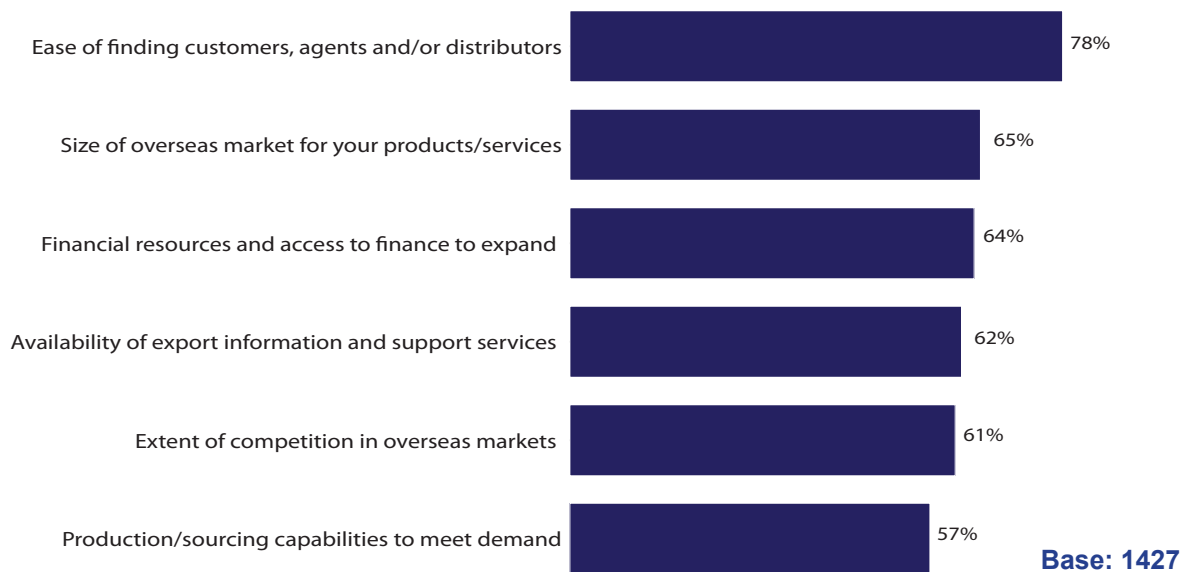 Ease of finding customers, agents and/or distributors 78%
Size of overseas market for your products/services 65%
Financial resources and access to finance to expand 64%
Availability of export information and support services 62%
Extent of competition in overseas markets 61%
Production/sourcing capabilities to meet demand 57%
Base: 1427